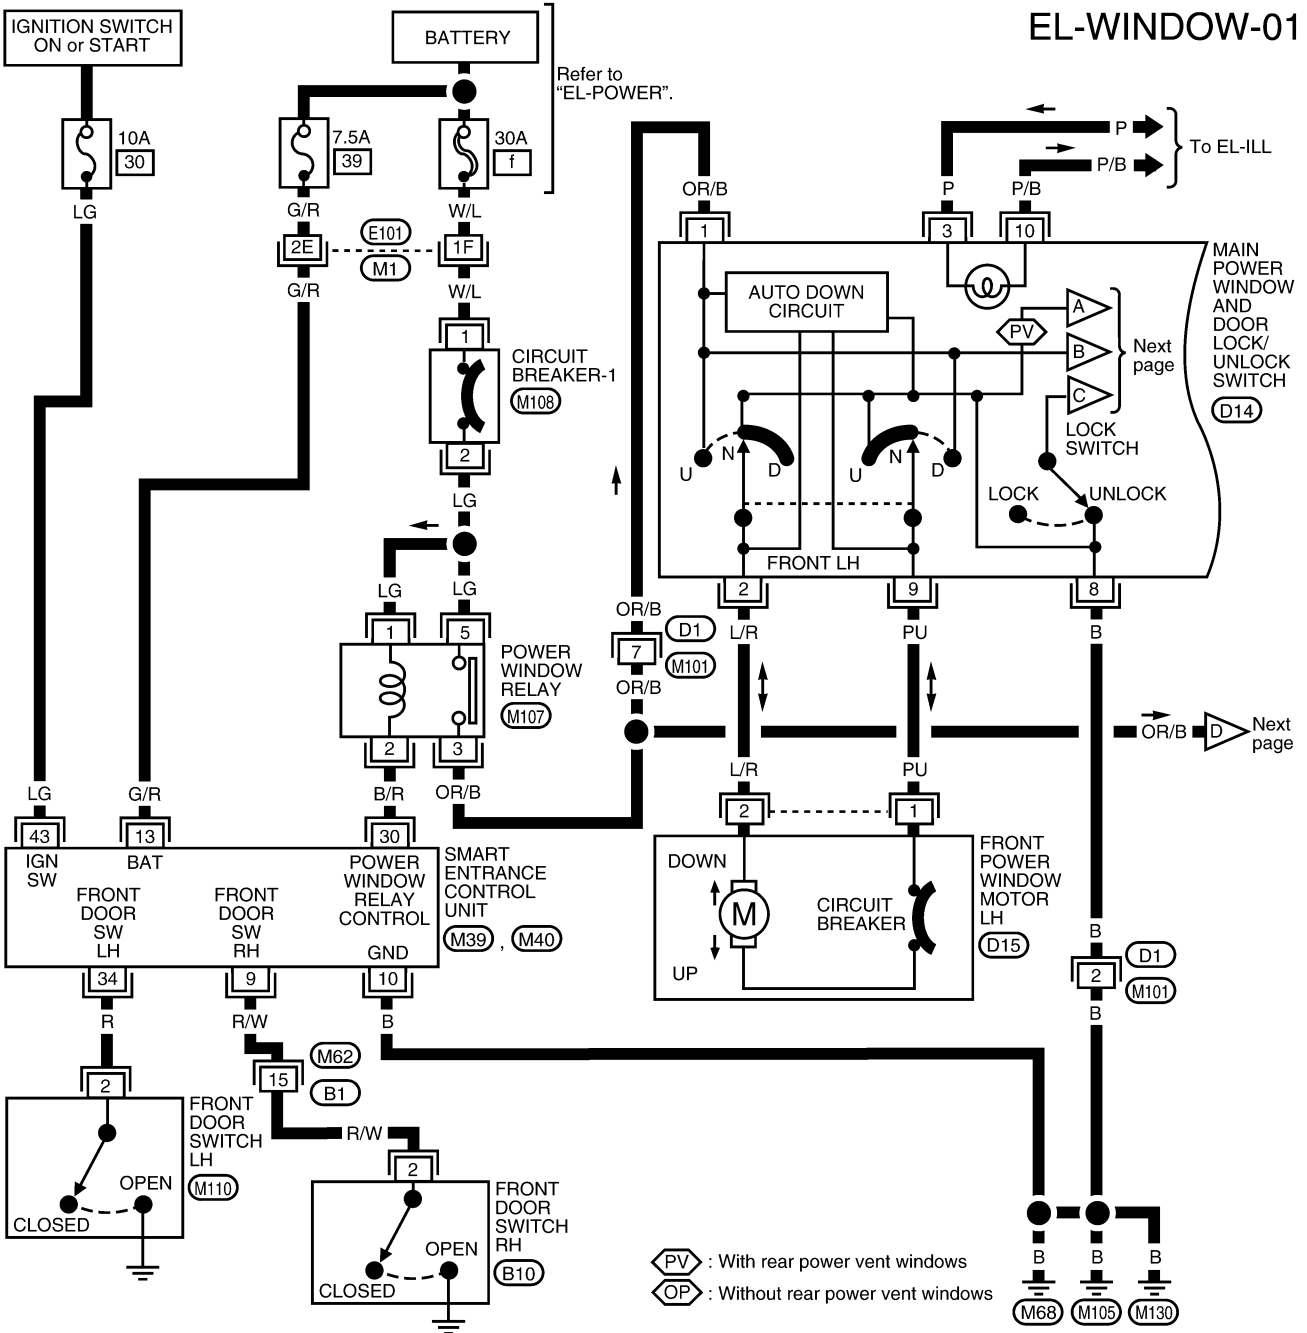 EL-WINDOW-01
IGNITION SWITCH
ON or START
BATTERY
Refer to
"EL-POWER".
10A
30
7.5A
39
30A
f
LG
G/R
W/L
2E
E101
M1
1F
G/R
W/L
1
CIRCUIT
BREAKER-1
M108
2
LG
LG
LG
1
5
POWER
WINDOW
RELAY
M107
2
3
B/R
OR/B
LG
G/R
43
13
30
IGN
SW
BAT
POWER
WINDOW
RELAY
CONTROL
FRONT
DOOR
SW
LH
FRONT
DOOR
SW
RH
GND
SMART
ENTRANCE
CONTROL
UNIT
M39 , M40
34
9
10
R
R/W
B
2
15
M62
B1
R/W
2
FRONT
DOOR
SWITCH
LH
M110
OPEN
CLOSED
FRONT
DOOR
SWITCH
RH
B10
OPEN
CLOSED
OR/B
1
P
P/B
To EL-ILL
P
P/B
3
10
MAIN
POWER
WINDOW
AND
DOOR
LOCK/
UNLOCK
SWITCH
D14
AUTO DOWN
CIRCUIT
PV
A
B
C
Next
page
LOCK
SWITCH
LOCK
UNLOCK
U
N
D
U
N
D
FRONT LH
2
9
8
OR/B
7
D1
M101
OR/B
L/R
PU
B
OR/B
D
Next
page
L/R
PU
2
1
DOWN
M
UP
CIRCUIT
BREAKER
FRONT
POWER
WINDOW
MOTOR
LH
D15
B
2
D1
M101
B
B
B
B
M68
M105
M130
PV : With rear power vent windows
OP : Without rear power vent windows